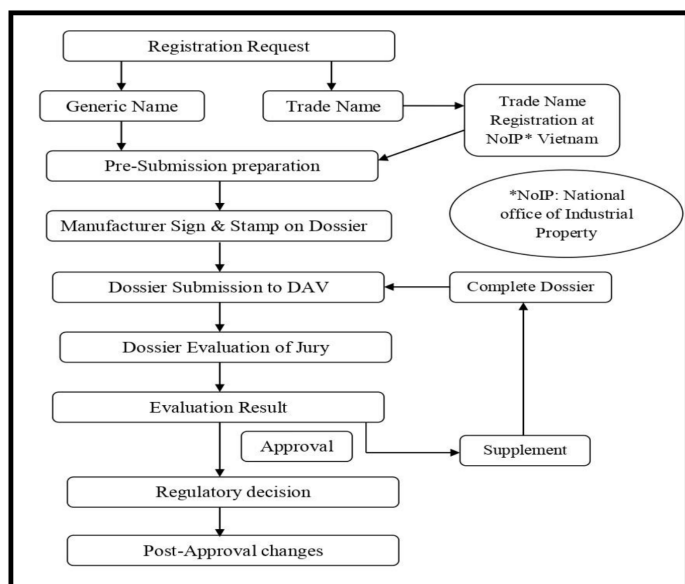 Registration Request
Generic Name
Trade Name
Trade Name
Registration at
NoIP* Vietnam
Pre-Submission preparation
*NoIP: National
office of Industrial
Property
Manufacturer Sign & Stamp on Dossier
Dossier Submission to DAV
Complete Dossier
Dossier Evaluation of Jury
Evaluation Result
Approval
Supplement
Regulatory decision
Post-Approval changes